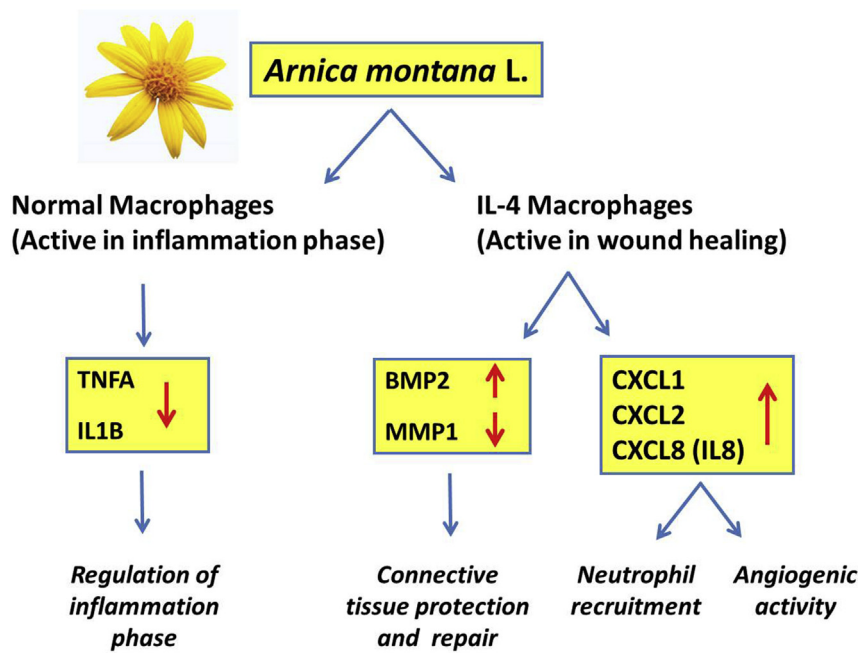 Arnica montana L.
Normal Macrophages
(Active in inflammation phase)
IL-4 Macrophages
(Active in wound healing)
TNFA
IL1B
BMP2
MMP1
CXCL1
CXCL2
CXCL8 (IL8)
Regulation of
inflammation
phase
Connective
tissue protection
and repair
Neutrophil
recruitment
Angiogenic
activity